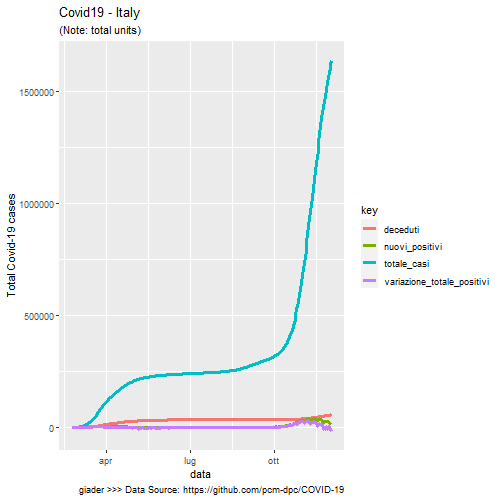 Covid19 - Italy
(Note: total units)
Total Covid-19 cases
1500000
1000000
500000
0
apr
lug
ott
data
key
deceduti
nuovi_positivi
totale_casi
variazione_totale_positivi
giader >>> Data Source: https://github.com/pcm-dpc/COVID-19